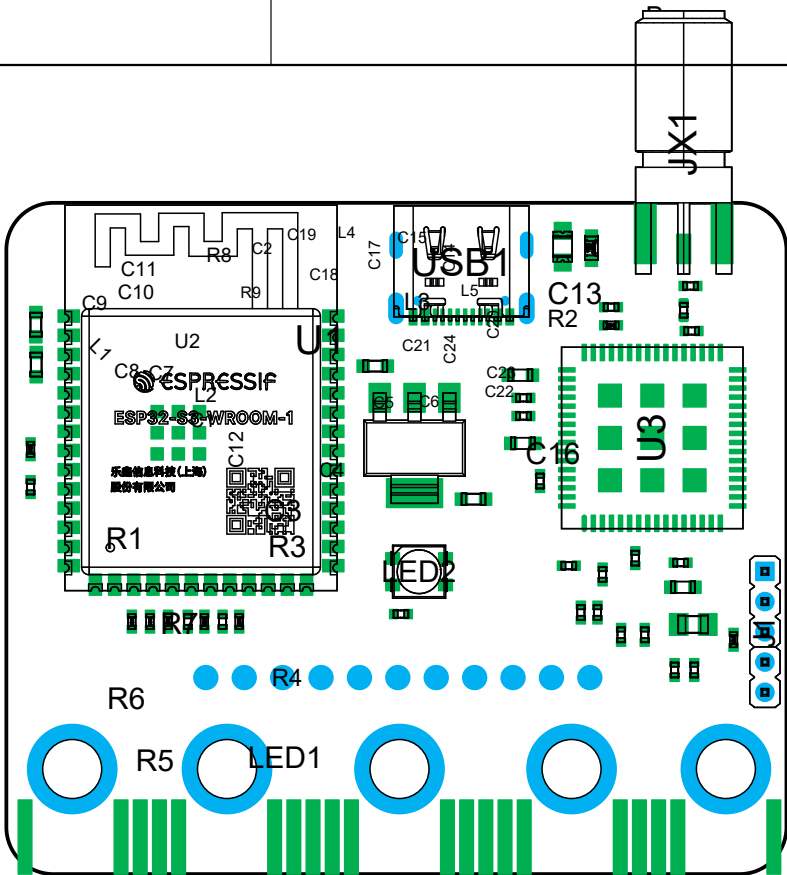 JX1
C19
L4
C15
C2
R8
C17
USB1
C11
C18
L5
C10
R9
C13
C9
L3
R2
U2
U1
C21
C24
L1
C8
C7
C26
ESPRESSIF
C22
L2
C5
C6
ESP32-S3-WROOM-1
U3
C12
C16
乐鑫信息科技(上海)
C4
股份有限公司
R1
R3
LED2
R7
J1
R4
R6
LED1
R5